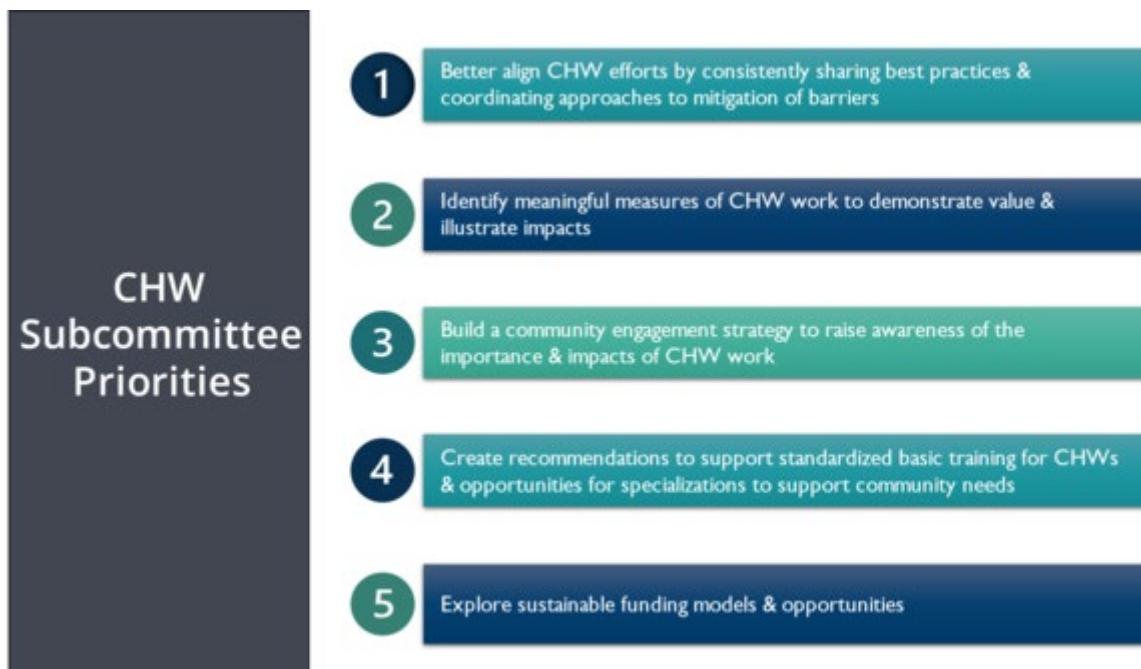 CHW
Subcommittee
Priorities
1
Better align CHW efforts by consistently sharing best practices &
coordinating approaches to mitigation of barriers
2
Identify meaningful measures of CHW work to demonstrate value &
illustrate impacts
3
Build a community engagement strategy to raise awareness of the
importance & impacts of CHW work
4
Create recommendations to support standardized basic training for CHWs
& opportunities for specializations to support community needs
5
Explore sustainable funding models & opportunities